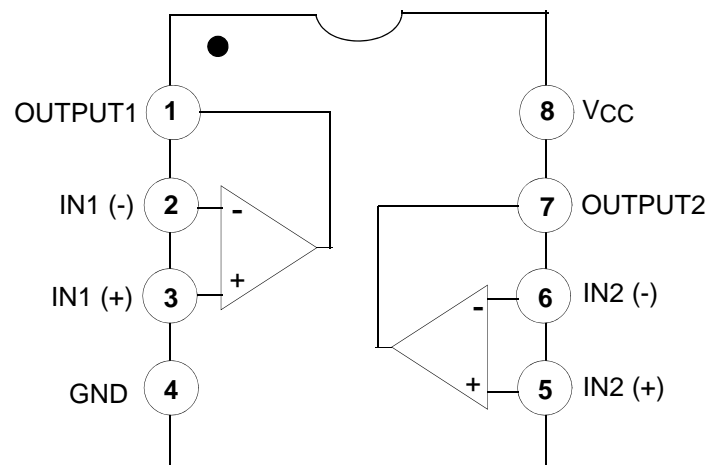 OUTPUT1 1
8 VCC
IN1 (-) 2 -
7 OUTPUT2
IN1 (+) 3 +
- 6 IN2 (-)
GND 4
+ 5 IN2 (+)